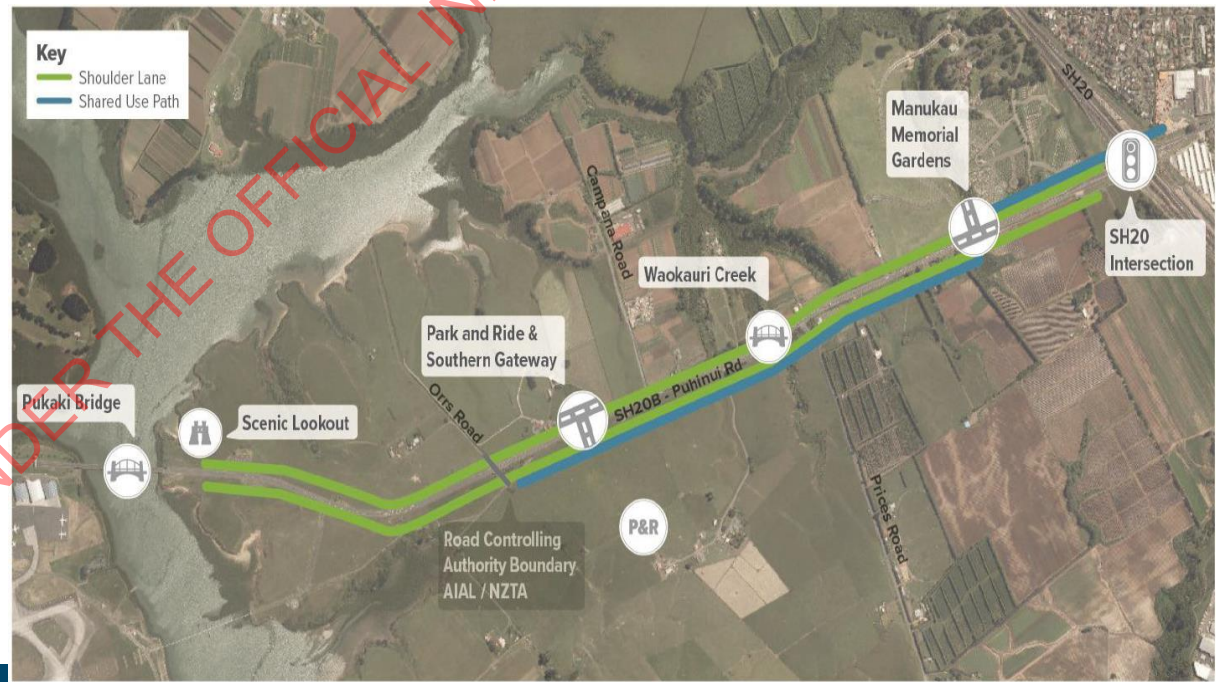 Key
Shoulder Lane
Shared Use Path
UNDER THE OFFICIAL IN
SH20
Manukau
Memorial
Gardens
SH20
Intersection
Campana Road
Waokauri Creek
Park and Ride &
Southern Gateway
SH20B - Puhinui Rd
Orrs Road
Pukaki Bridge
Scenic Lookout
P&R
Prices Road
Road Controlling
Authority Boundary
AIAL / NZTA